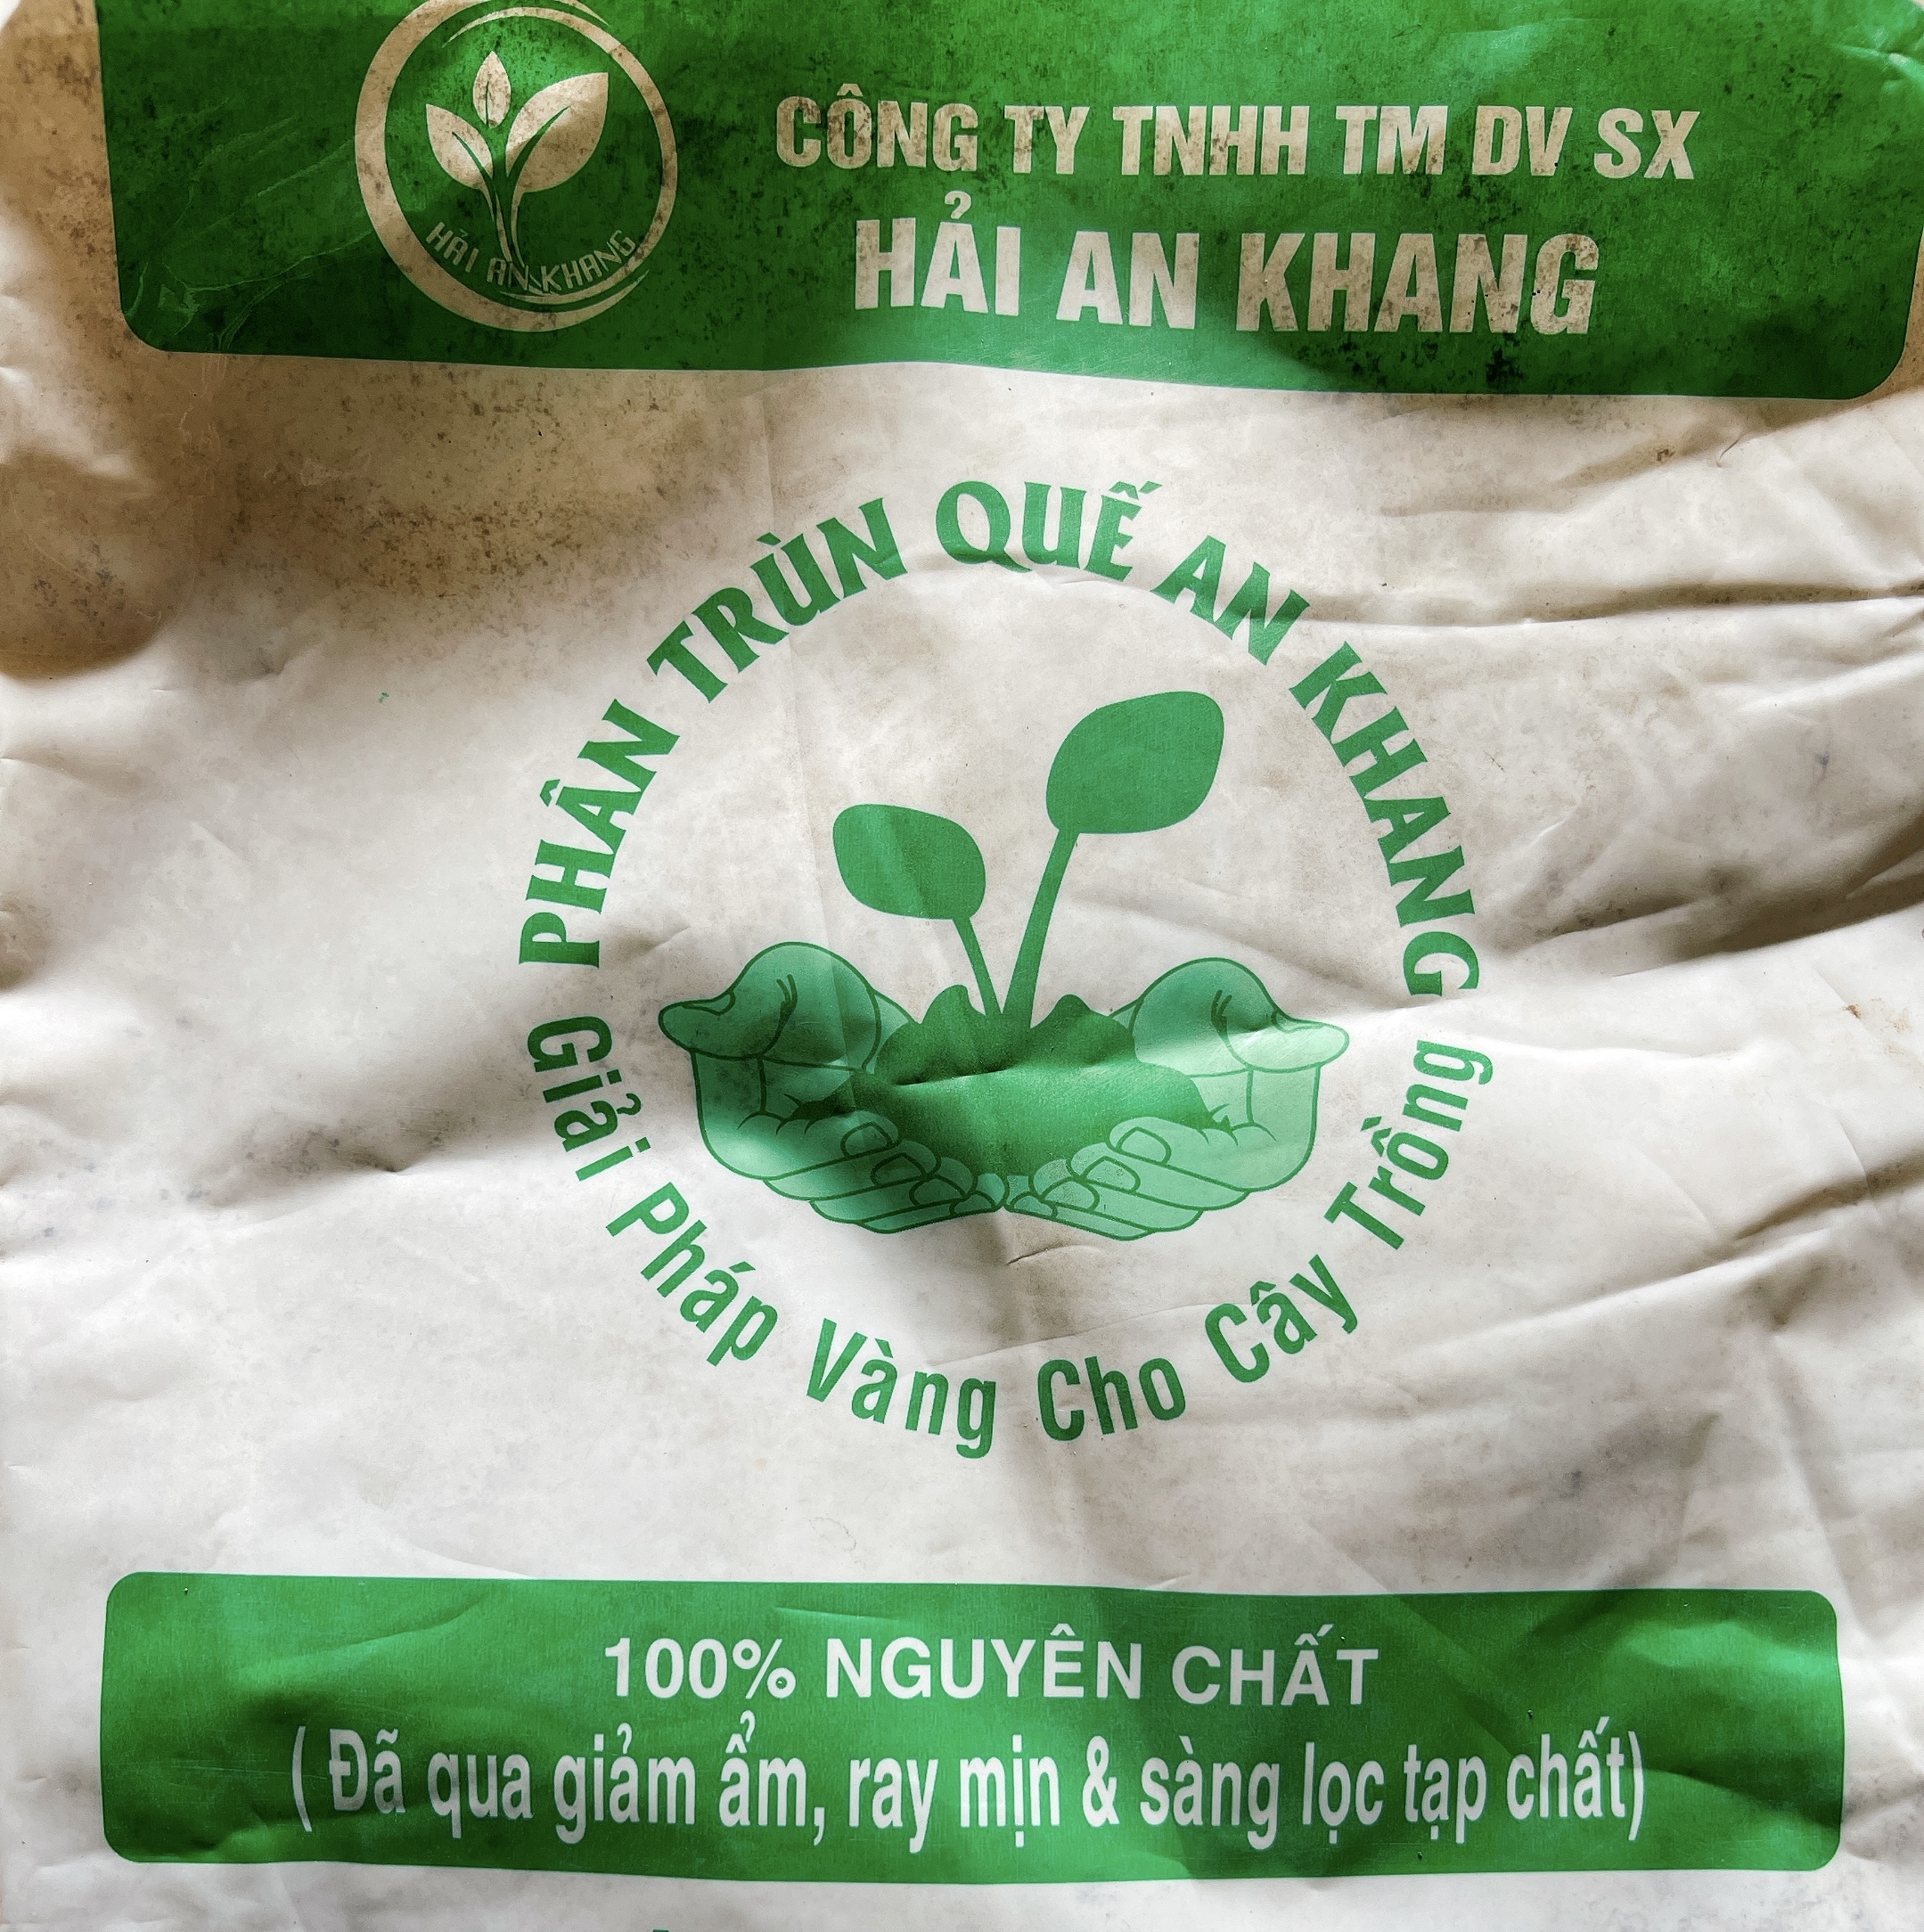 HẢI AN KHANG
CÔNG TY TNHH TM DV SX
HẢI AN KHANG
PHÂN TRÙN QUẾ AN KHANG
Giải Pháp Vàng Cho Cây Trồng
100% NGUYÊN CHẤT
( Đã qua giảm ẩm, ray mịn & sàng lọc tạp chất)